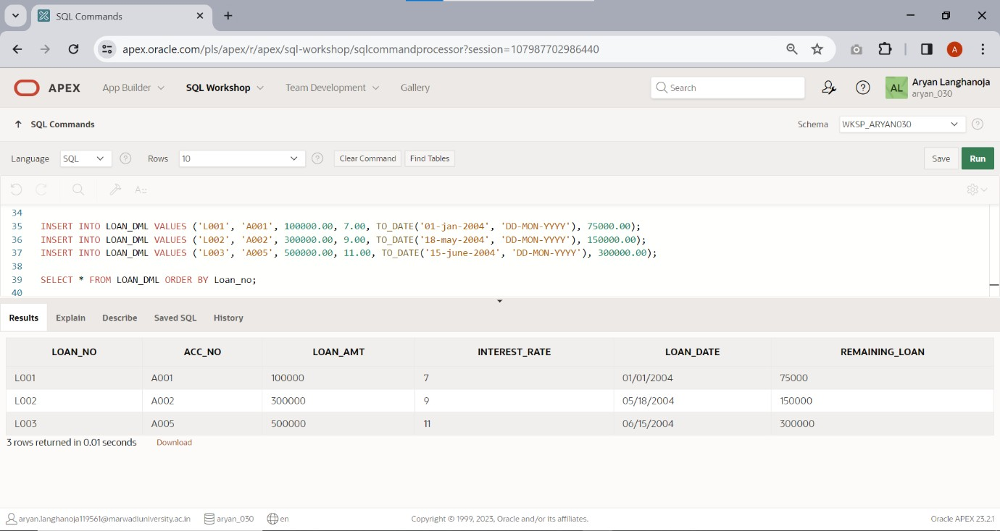 SQL Commands
apex.oracle.com/pls/apex/r/apex/sql-workshop/sqlcommandprocessor?session=107987702986440
A
APEX App Builder SQL Workshop Team Development Gallery Search ? AL Aryan Langhanoja
aryan_030
↑ SQL Commands Schema WKSP_ARYAN030 ?
Language SQL ? Rows 10 ? Clear Command Find Tables Save Run
A
34
35 INSERT INTO LOAN_DML VALUES ('L001', 'A001', 100000.00, 7.00, TO_DATE('01-jan-2004', 'DD-MON-YYYY'), 75000.00);
36 INSERT INTO LOAN_DML VALUES ('L002', 'A002', 300000.00, 9.00, TO_DATE('18-may-2004', 'DD-MON-YYYY'), 150000.00);
37 INSERT INTO LOAN_DML VALUES ('L003', 'A005', 500000.00, 11.00, TO_DATE('15-june-2004', 'DD-MON-YYYY'), 300000.00);
38
39 SELECT * FROM LOAN_DML ORDER BY Loan_no;
40
Results Explain Describe Saved SQL History
LOAN_NO ACC_NO LOAN_AMT INTEREST_RATE LOAN_DATE REMAINING_LOAN
L001 A001 100000 7 01/01/2004 75000
L002 A002 300000 9 05/18/2004 150000
L003 A005 500000 11 06/15/2004 300000
3 rows returned in 0.01 seconds Download
aryan.langhanoja119561@marwadiuniversity.ac.in aryan_030 en Copyright © 1999, 2023, Oracle and/or its affiliates. Oracle APEX 23.2.1